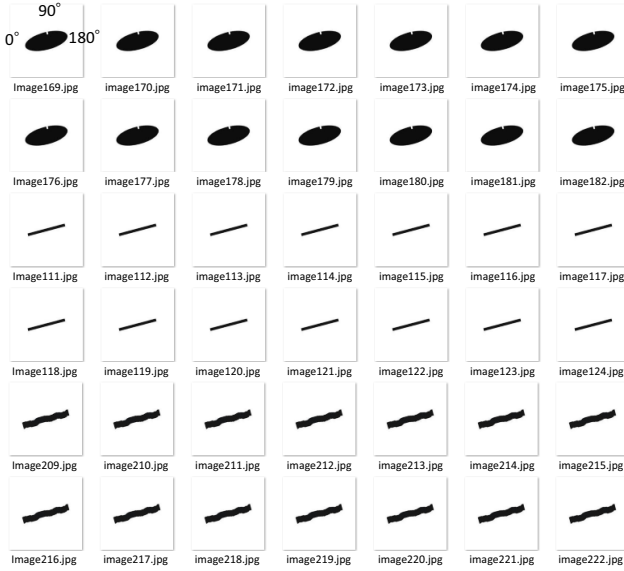 90°
0° 180°
Image169.jpg image170.jpg image171.jpg image172.jpg image173.jpg image174.jpg image175.jpg
Image176.jpg image177.jpg image178.jpg image179.jpg image180.jpg image181.jpg image182.jpg
Image111.jpg image112.jpg image113.jpg image114.jpg image115.jpg image116.jpg image117.jpg
Image118.jpg image119.jpg image120.jpg image121.jpg image122.jpg image123.jpg image124.jpg
Image209.jpg image210.jpg image211.jpg image212.jpg image213.jpg image214.jpg image215.jpg
Image216.jpg image217.jpg image218.jpg image219.jpg image220.jpg image221.jpg image222.jpg